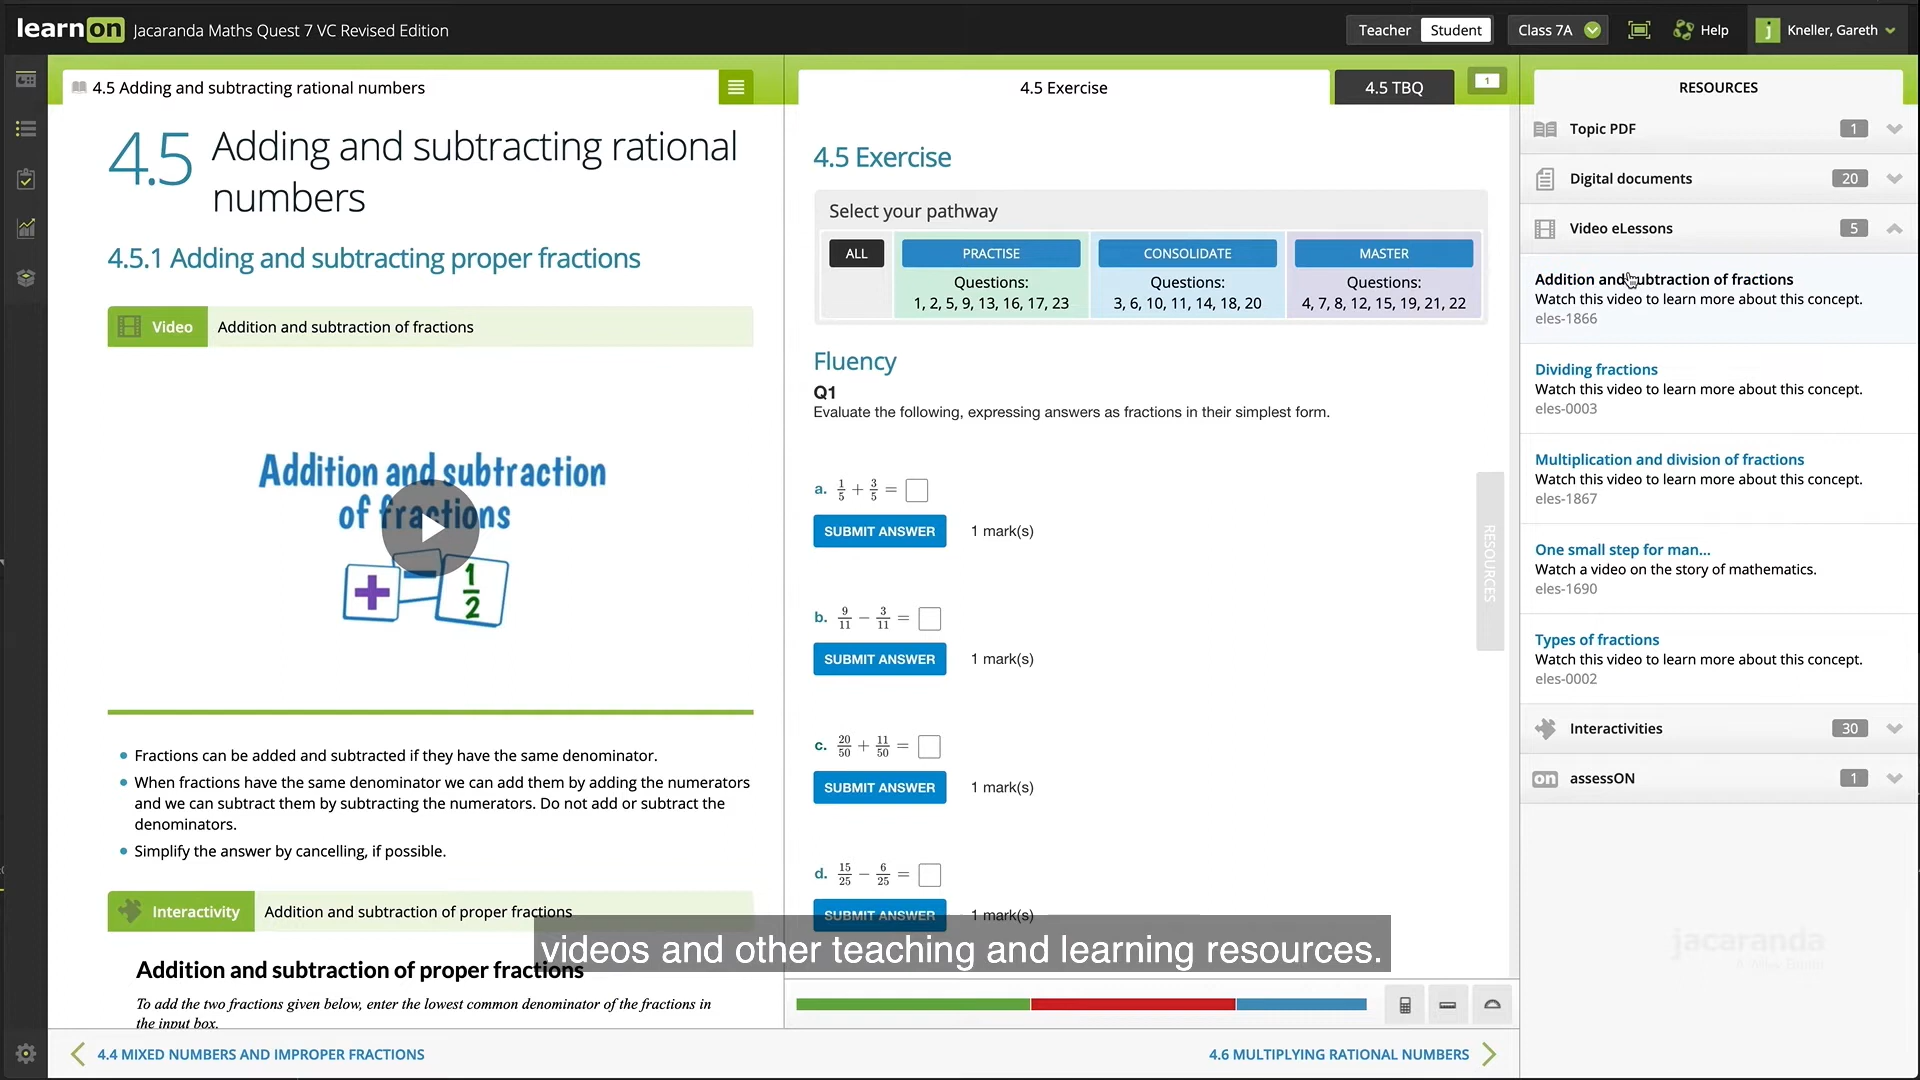 learnon Jacaranda Maths Quest 7 VC Revised Edition
Teacher Student Class 7A Help j Kneller, Gareth
4.5 Adding and subtracting rational numbers
4.5 Adding and subtracting rational
numbers
4.5.1 Adding and subtracting proper fractions
Video Addition and subtraction of fractions
Addition and subtraction
of fractions
+ − 1/2
Fractions can be added and subtracted if they have the same denominator.
When fractions have the same denominator we can add them by adding the numerators
and we can subtract them by subtracting the numerators. Do not add or subtract the
denominators.
Simplify the answer by cancelling, if possible.
Interactivity Addition and subtraction of proper fractions
Addition and subtraction of proper fractions
To add the two fractions given below, enter the lowest common denominator of the fractions in
the input box.
4.5 Exercise 4.5 TBQ 1
4.5 Exercise
Select your pathway
ALL PRACTISE CONSOLIDATE MASTER
Questions: Questions: Questions:
1, 2, 5, 9, 13, 16, 17, 23 3, 6, 10, 11, 14, 18, 20 4, 7, 8, 12, 15, 19, 21, 22
Fluency
Q1
Evaluate the following, expressing answers as fractions in their simplest form.
a. 1/5 + 3/5 =
SUBMIT ANSWER 1 mark(s)
b. 9/11 − 3/11 =
SUBMIT ANSWER 1 mark(s)
c. 20/50 + 11/50 =
SUBMIT ANSWER 1 mark(s)
d. 15/25 − 6/25 =
SUBMIT ANSWER 1 mark(s)
RESOURCES
RESOURCES
Topic PDF 1
Digital documents 20
Video eLessons 5
Addition and subtraction of fractions
Watch this video to learn more about this concept.
eles-1866
Dividing fractions
Watch this video to learn more about this concept.
eles-0003
Multiplication and division of fractions
Watch this video to learn more about this concept.
eles-1867
One small step for man...
Watch a video on the story of mathematics.
eles-1690
Types of fractions
Watch this video to learn more about this concept.
eles-0002
Interactivities 30
on assessON 1
jacaranda
A Wiley Brand
videos and other teaching and learning resources.
4.4 MIXED NUMBERS AND IMPROPER FRACTIONS
4.6 MULTIPLYING RATIONAL NUMBERS